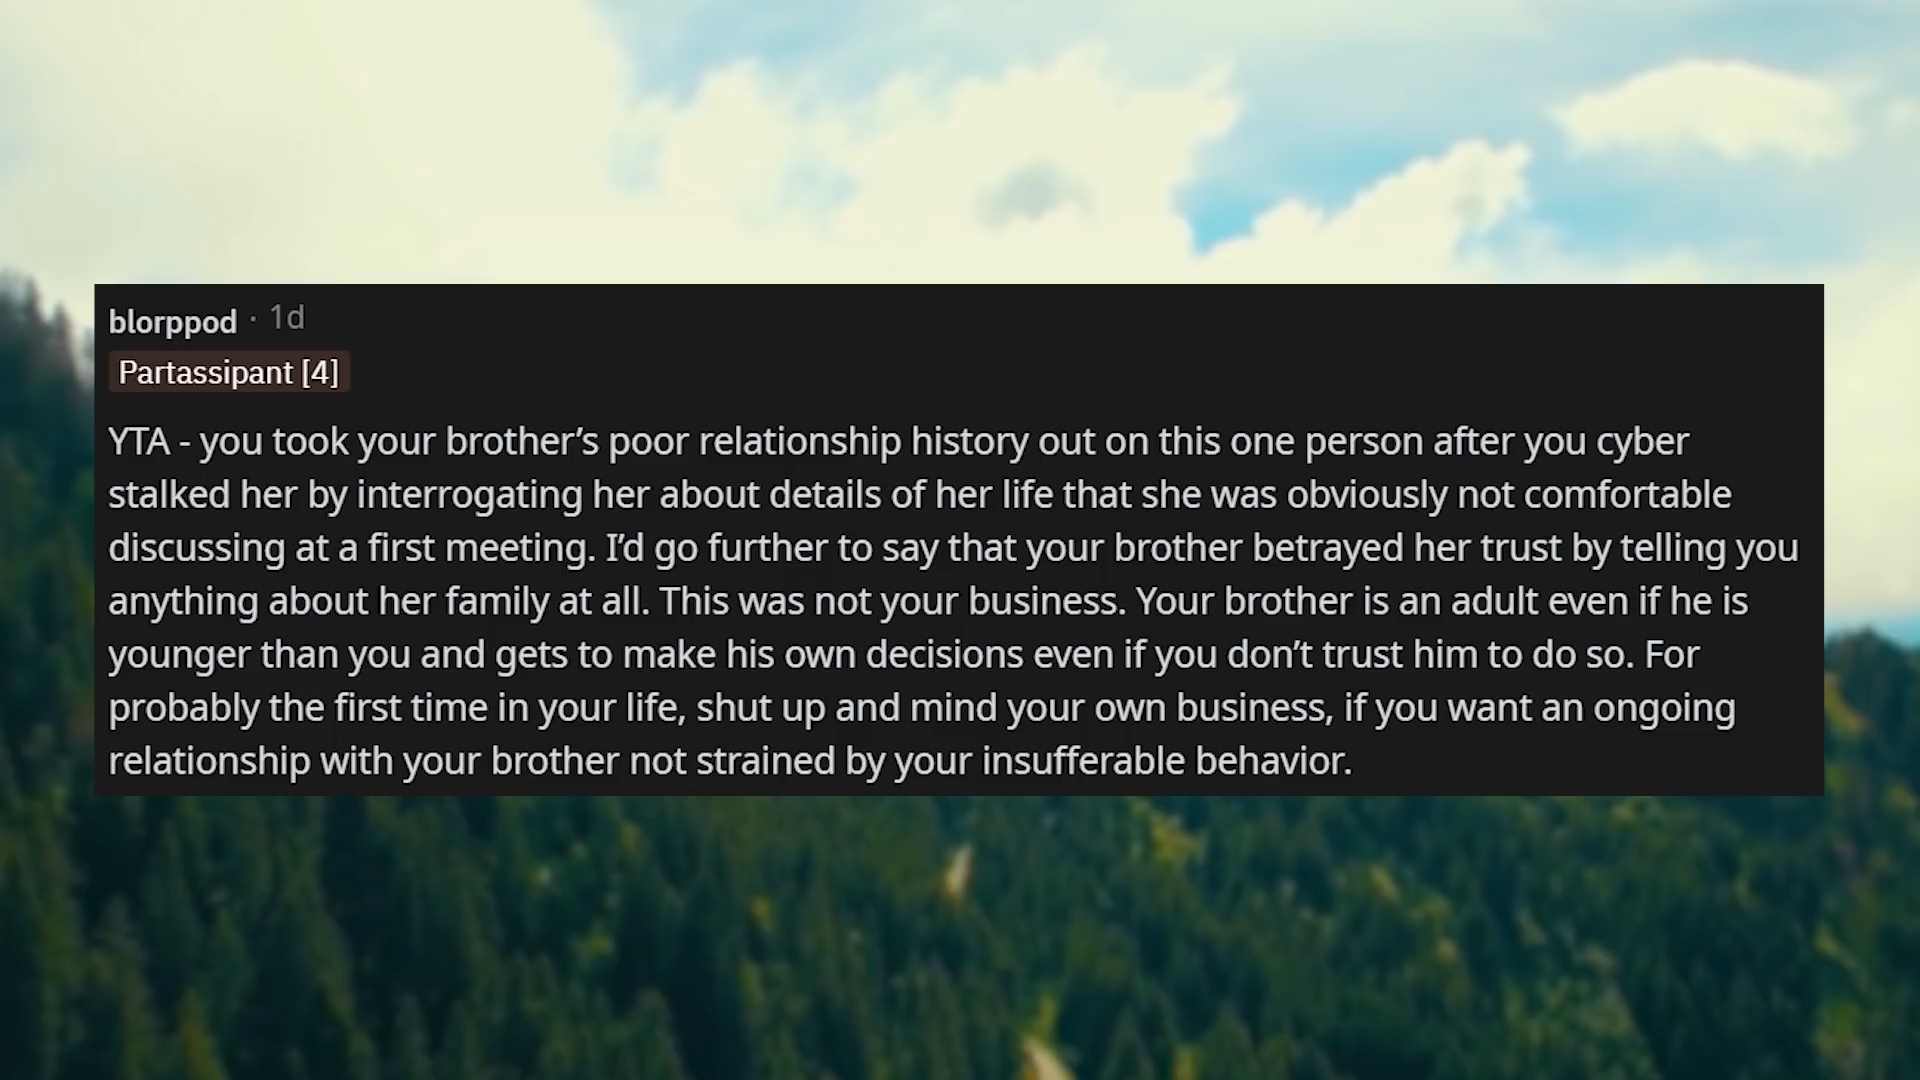 blorppod · 1d
Partassipant [4]
YTA - you took your brother’s poor relationship history out on this one person after you cyber
stalked her by interrogating her about details of her life that she was obviously not comfortable
discussing at a first meeting. I’d go further to say that your brother betrayed her trust by telling you
anything about her family at all. This was not your business. Your brother is an adult even if he is
younger than you and gets to make his own decisions even if you don’t trust him to do so. For
probably the first time in your life, shut up and mind your own business, if you want an ongoing
relationship with your brother not strained by your insufferable behavior.